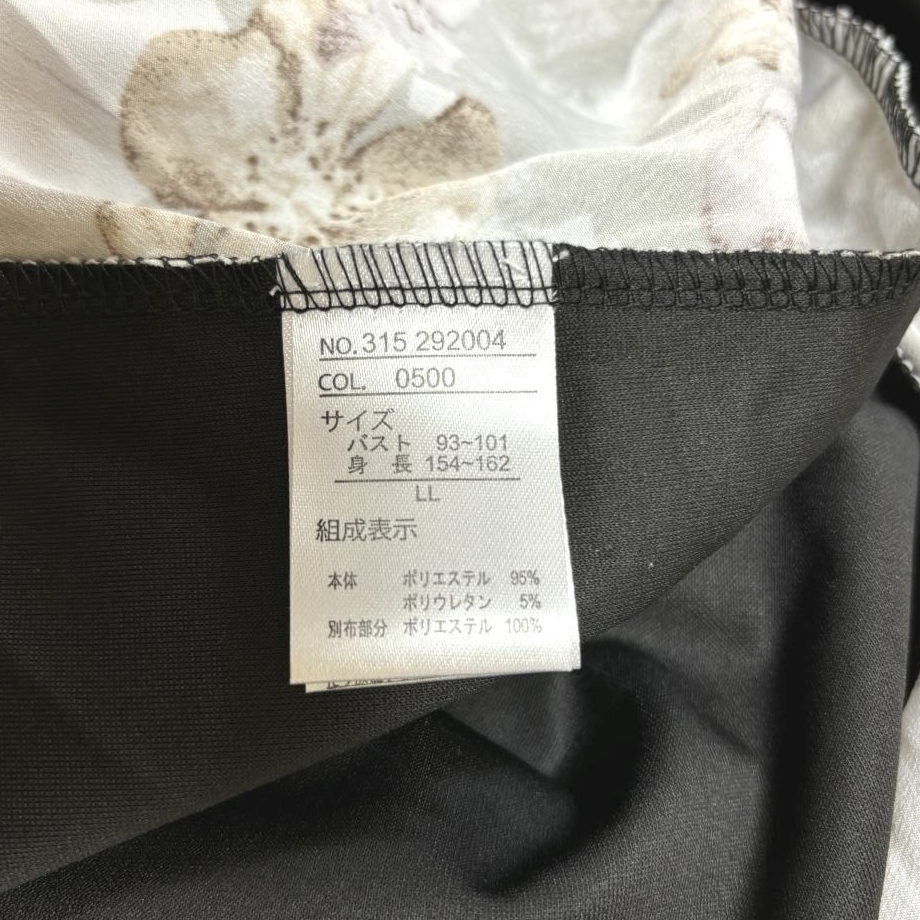 NO. 315 292004
COL. 0500
サイズ
バスト 93~101
身 長 154~162
LL
組成表示
本体 ポリエステル 95%
ポリウレタン 5%
別布部分 ポリエステル 100%